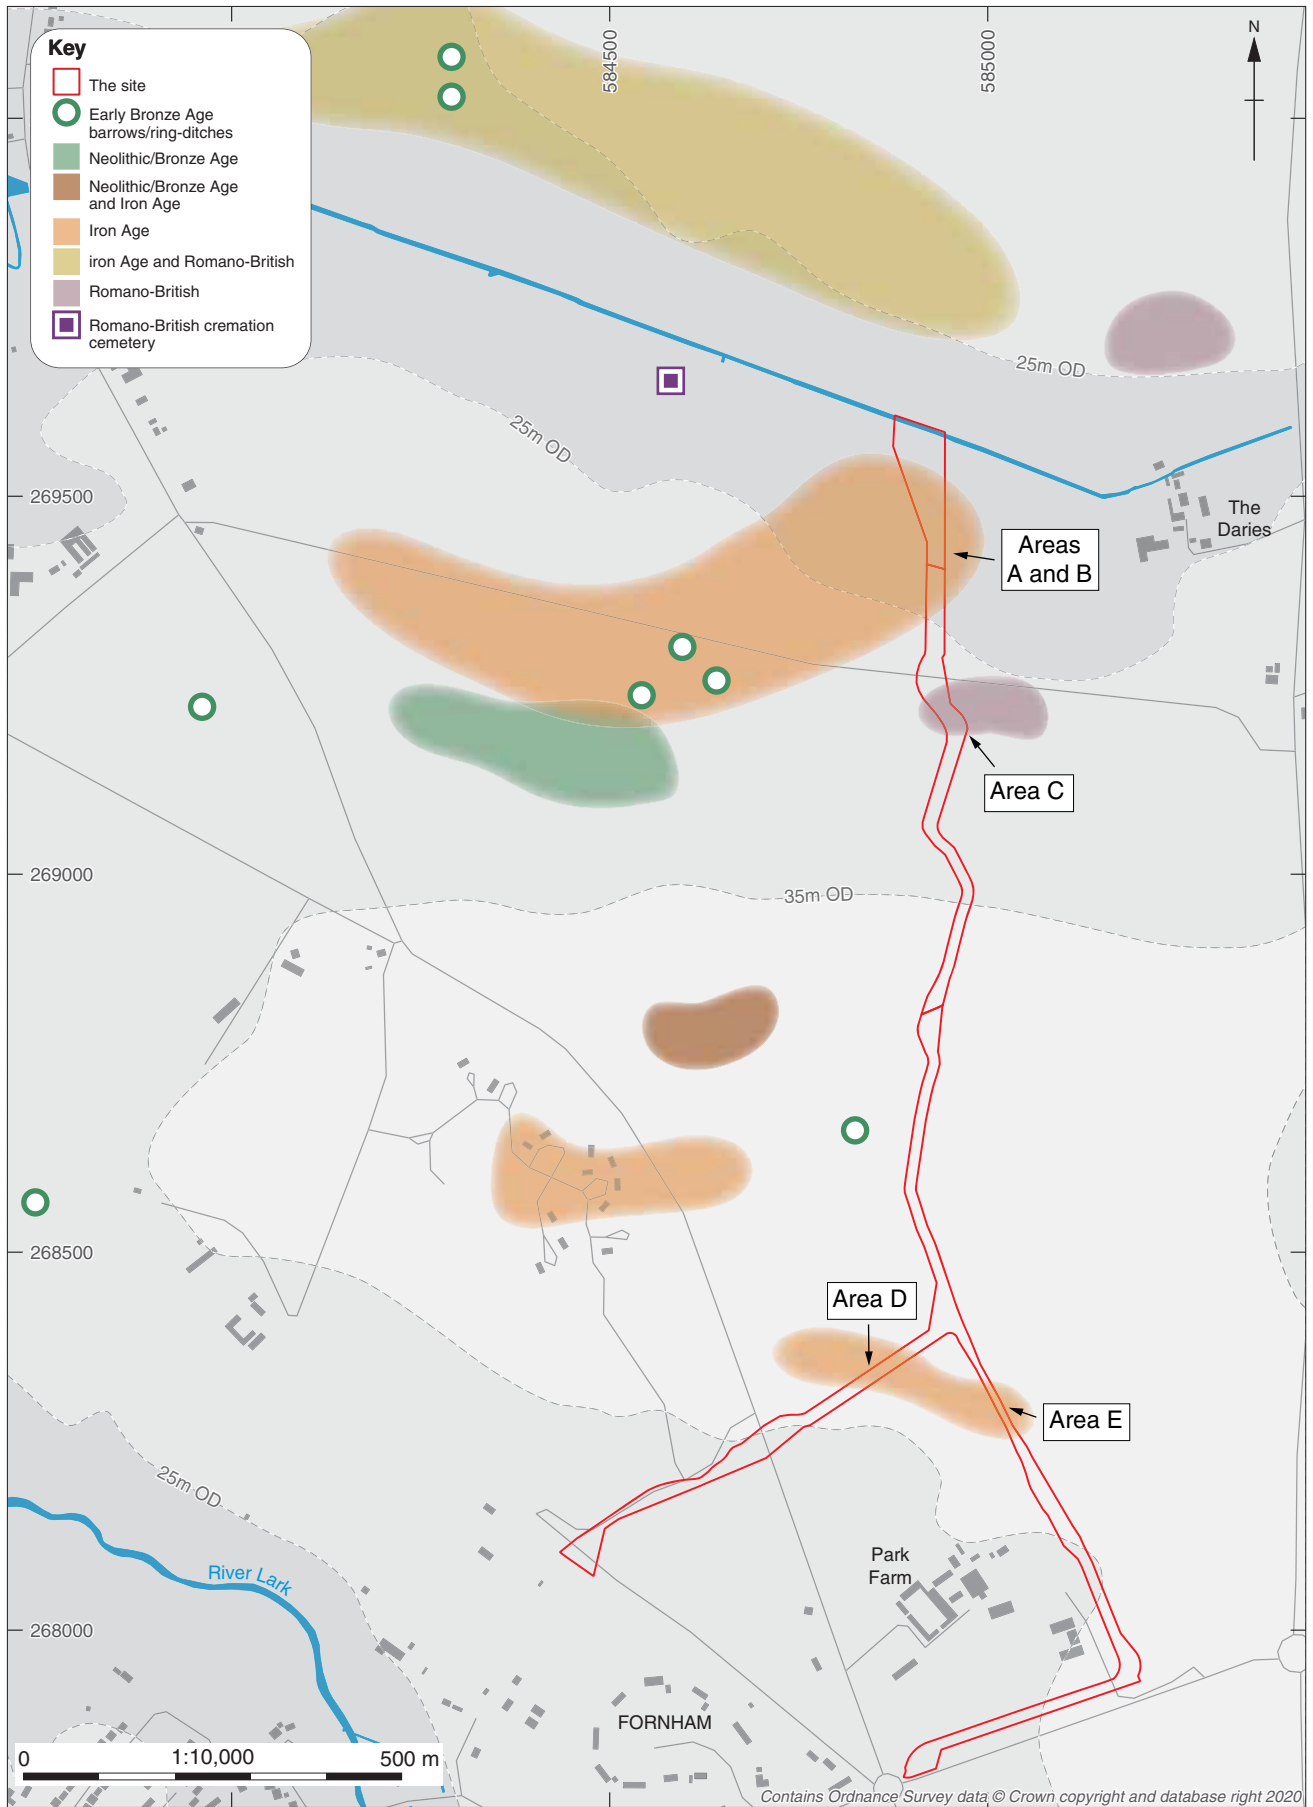 Key
The site
Early Bronze Age
barrows/ring-ditches
Neolithic/Bronze Age
Neolithic/Bronze Age
and Iron Age
Iron Age
iron Age and Romano-British
Romano-British
Romano-British cremation
cemetery
584500
585000
N
25m OD
25m OD
269500
The
Daries
Areas
A and B
Area C
269000
35m OD
268500
Area D
Area E
25m OD
River Lark
Park
Farm
268000
FORNHAM
0
1:10,000
500 m
Contains Ordnance Survey data © Crown copyright and database right 2020